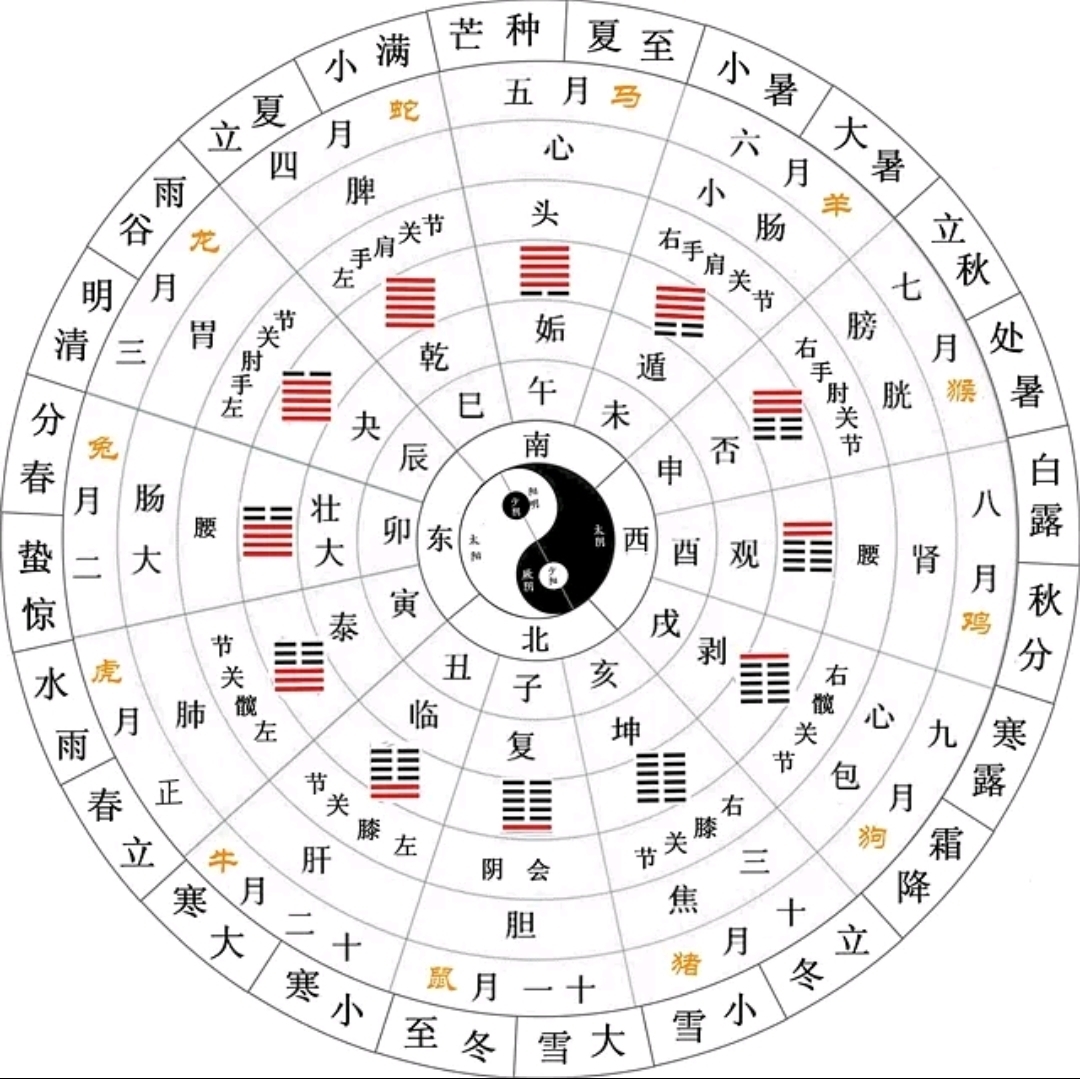 芒种
夏至
小暑
大暑
立秋
处暑
白露
秋分
寒露
霜降
立冬
小雪
大雪
冬至
小寒
大寒
立春
雨水
惊蛰
春分
清明
谷雨
立夏
小满
五月马
六月羊
七月猴
八月鸡
九月狗
十月猪
十一月鼠
十二月牛
正月虎
二月兔
三月龙
四月蛇
心
小肠
膀胱
肾
心包
三焦
胆
肝
肺
大肠
胃
脾
头
右手肩关节
右手肘关节
腰
右髋关节
右膝关节
会阴
左膝关节
左髋关节
腰
左手肘关节
左手肩关节
姤
遁
否
观
剥
坤
复
临
泰
大壮
夬
乾
午
未
申
酉
戌
亥
子
丑
寅
卯
辰
巳
南
西
北
东
少阴
阳明
太阴
少阳
厥阴
太阳